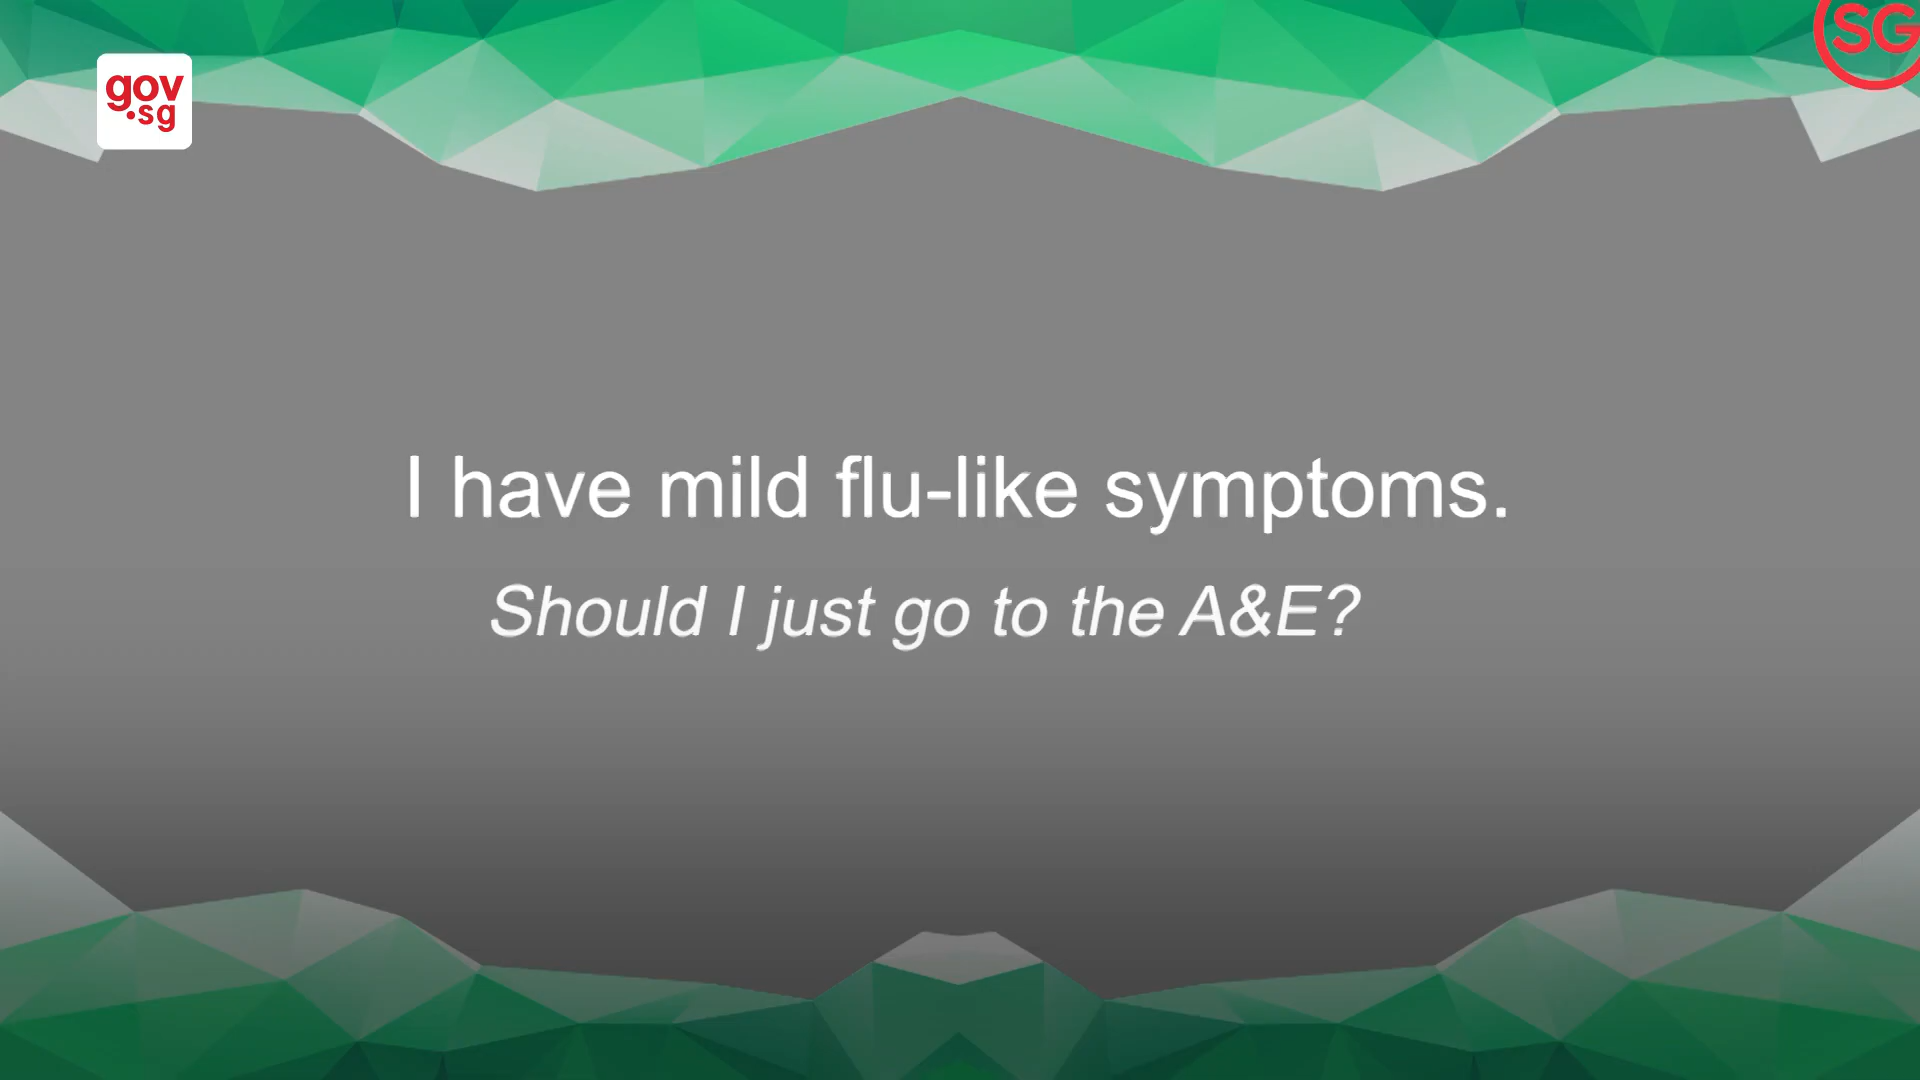 gov
.sg
SG
I have mild flu-like symptoms.
Should I just go to the A&E?